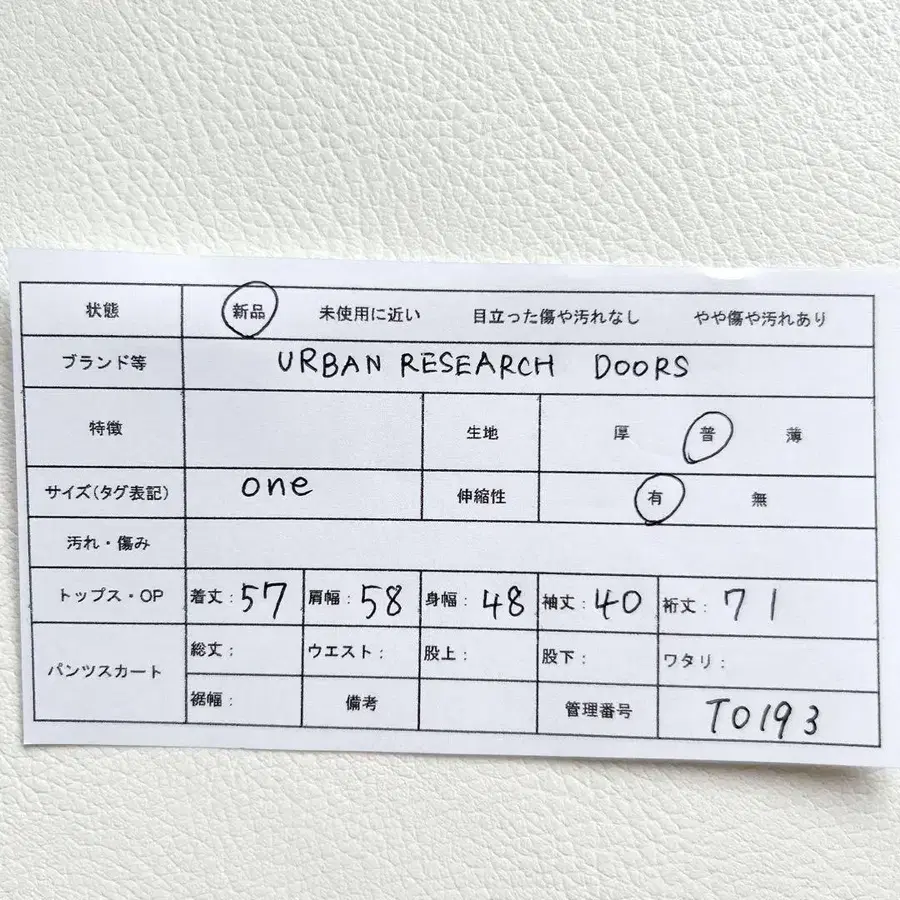 状態 新品 未使用に近い 目立った傷や汚れなし やや傷や汚れあり
ブランド等 URBAN RESEARCH DOORS
特徴 生地 厚 普 薄
サイズ(タグ表記) one 伸縮性 有 無
汚れ・傷み
トップス・OP 着丈:57 肩幅:58 身幅:48 袖丈:40 裄丈:71
パンツスカート 総丈: ウエスト: 股上: 股下: ワタリ:
裾幅: 備考 管理番号 T0193